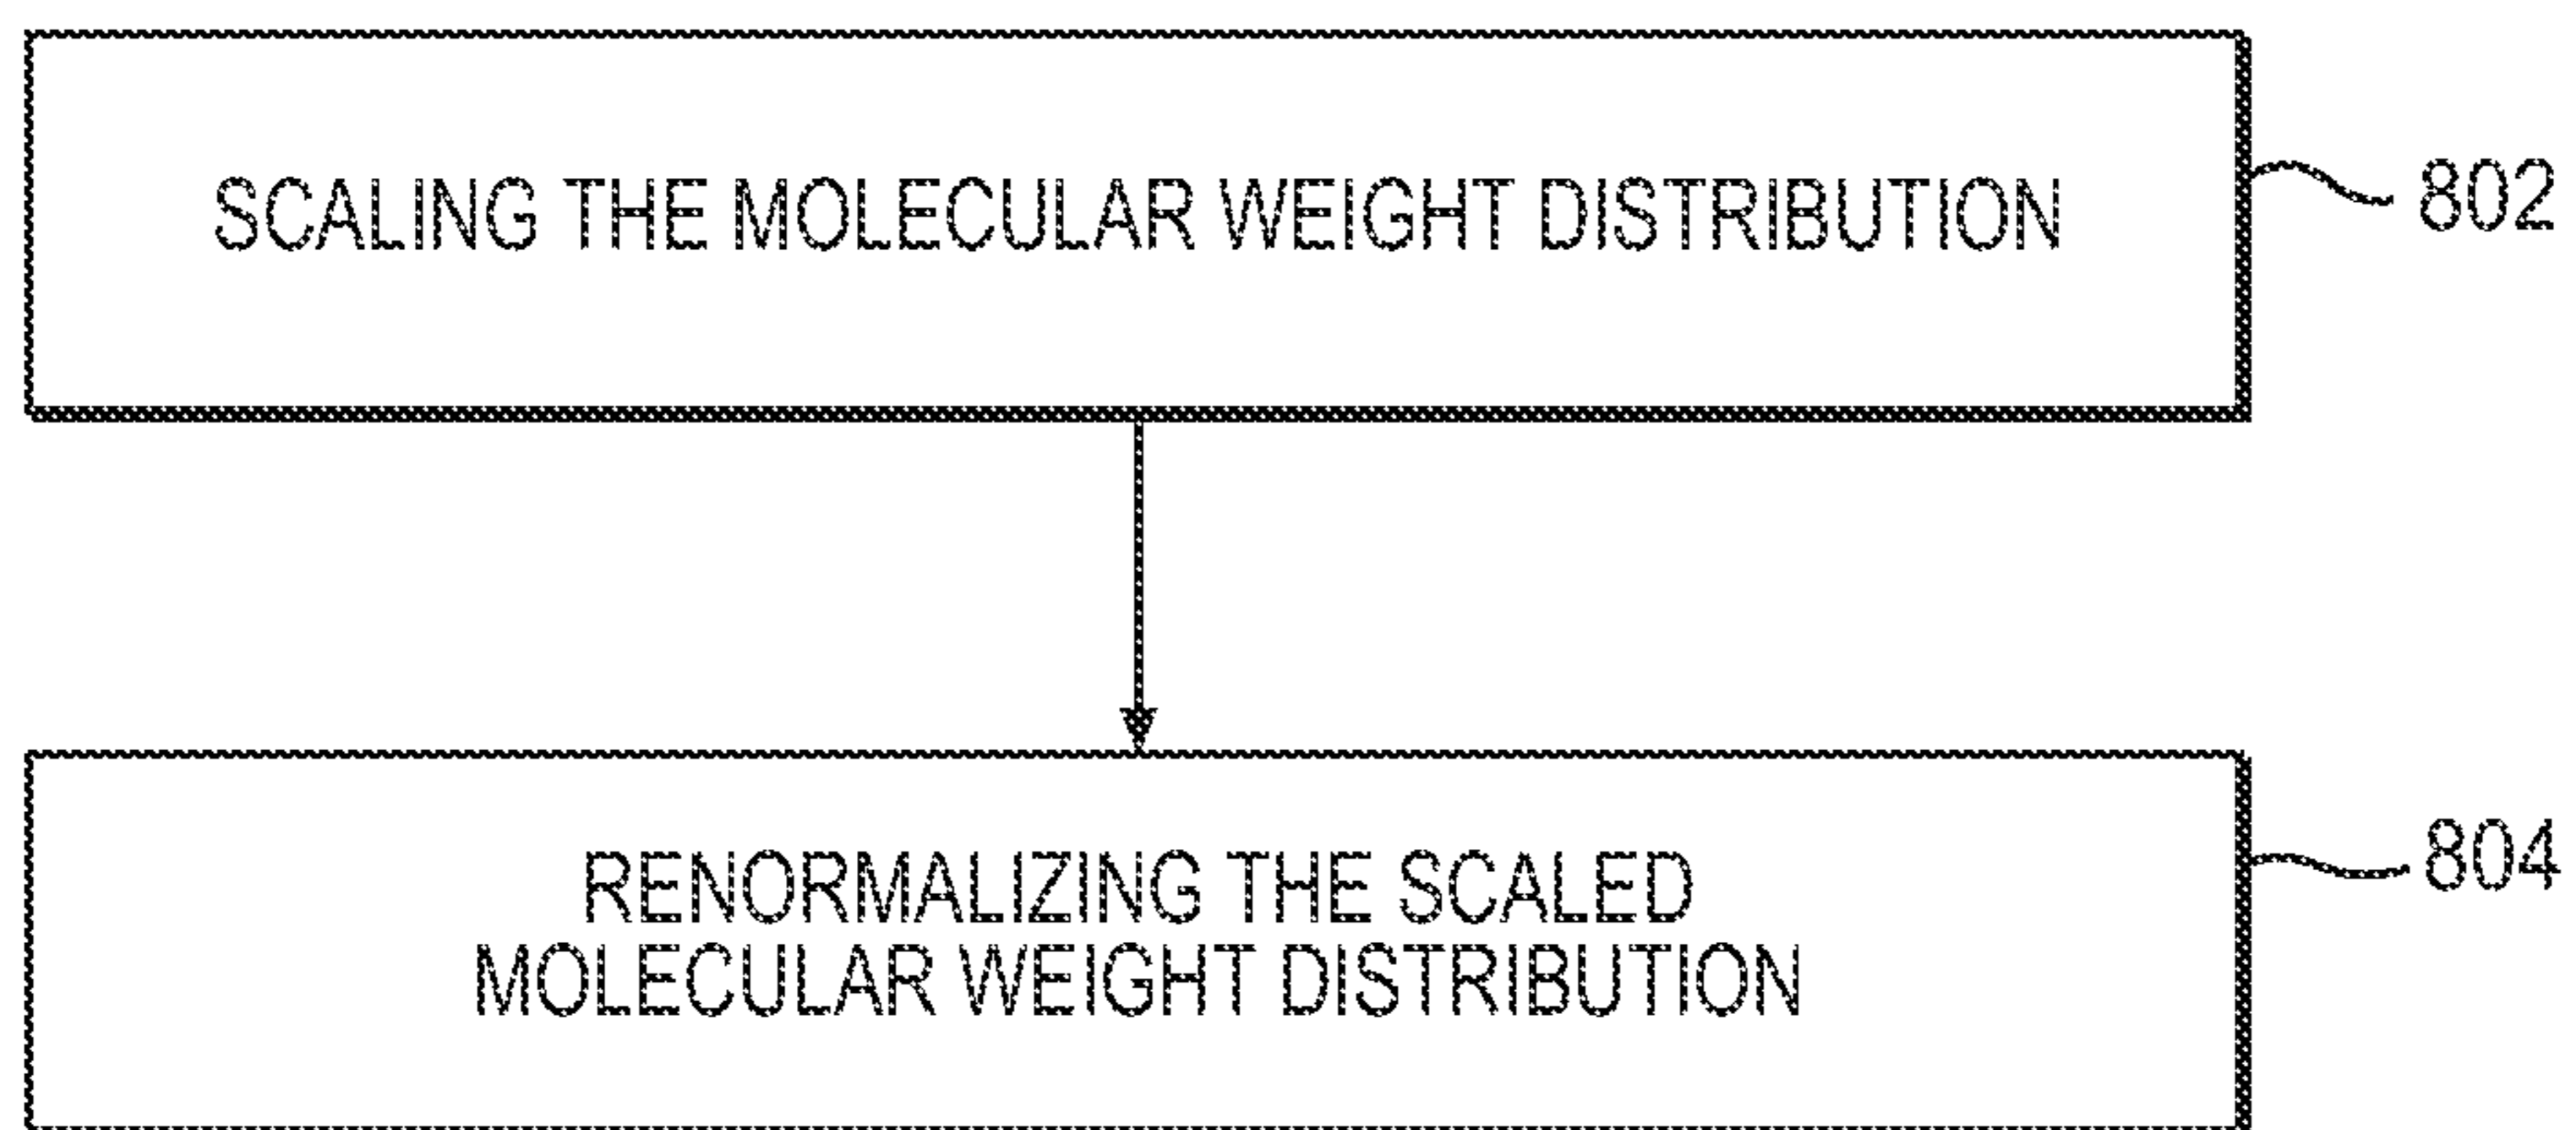 SCALING THE MOLECULAR WEIGHT DISTRIBUTION
802
RENORMALIZING THE SCALED
MOLECULAR WEIGHT DISTRIBUTION
804